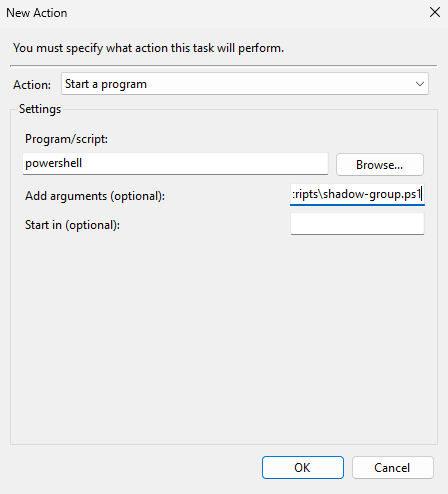 New Action
You must specify what action this task will perform.
Action: Start a program
Settings
Program/script:
powershell
Browse...
Add arguments (optional): :ripts\shadow-group.ps1
Start in (optional):
OK Cancel